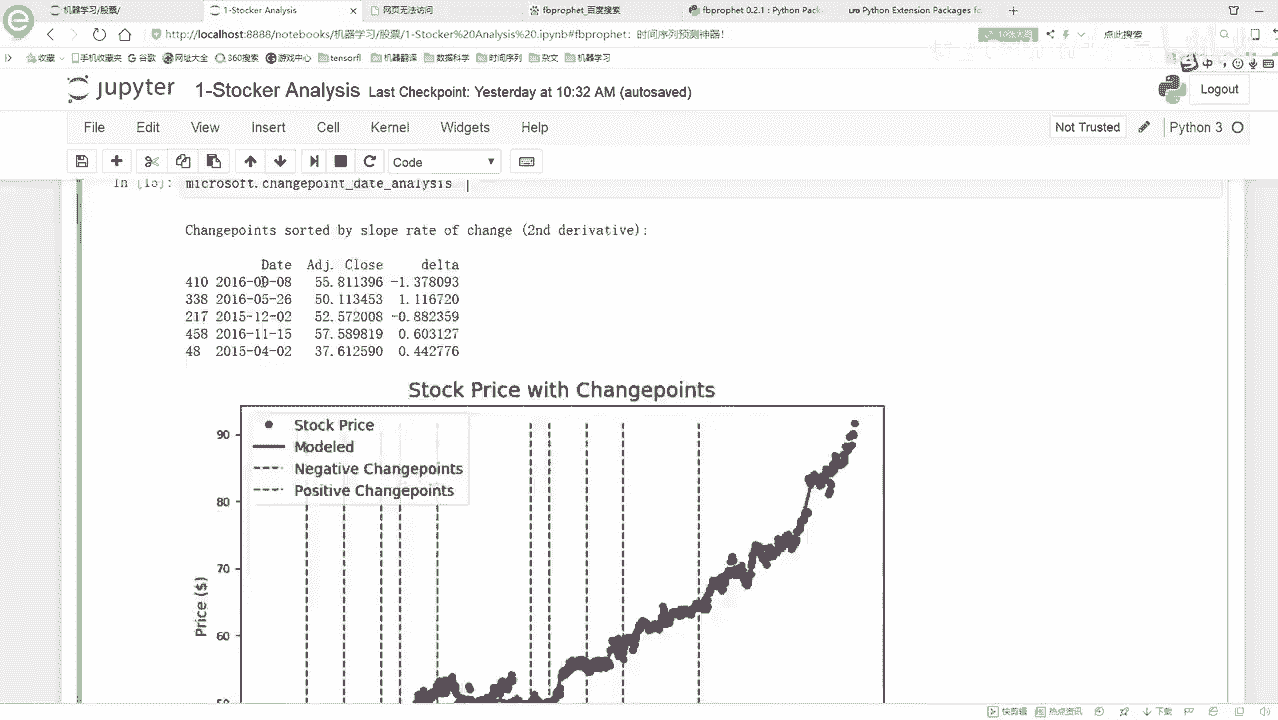 机器学习/股票/
1-Stocker Analysis
网页无法访问
fbprophet_百度搜索
fbprophet 0.2.1 : Python Pack
Python Extension Packages fo
http://localhost:8888/notebooks/机器学习/股票/1-Stocker%20Analysis%20.ipynb#fbprophet：时间序列预测神器！
点此搜索
收藏 手机收藏夹 谷歌 网址大全 360搜索 游戏中心 tensorfl 机器翻译 数据科学 时间序列 杂文 机器学习
中
jupyter 1-Stocker Analysis Last Checkpoint: Yesterday at 10:32 AM (autosaved)
Logout
File Edit View Insert Cell Kernel Widgets Help
Not Trusted
Python 3
Code
In [15]: microsoft.changepoint_date_analysis
Changepoints sorted by slope rate of change (2nd derivative):
Date Adj. Close delta
410 2016-09-08 55.811396 -1.378093
338 2016-05-26 50.113453 1.116720
217 2015-12-02 52.572008 -0.882359
458 2016-11-15 57.589819 0.603127
48 2015-04-02 37.612590 0.442776
Stock Price with Changepoints
Stock Price
Modeled
Negative Changepoints
Positive Changepoints
90
80
70
60
50
Price ($)
快剪辑 热点资讯 下载